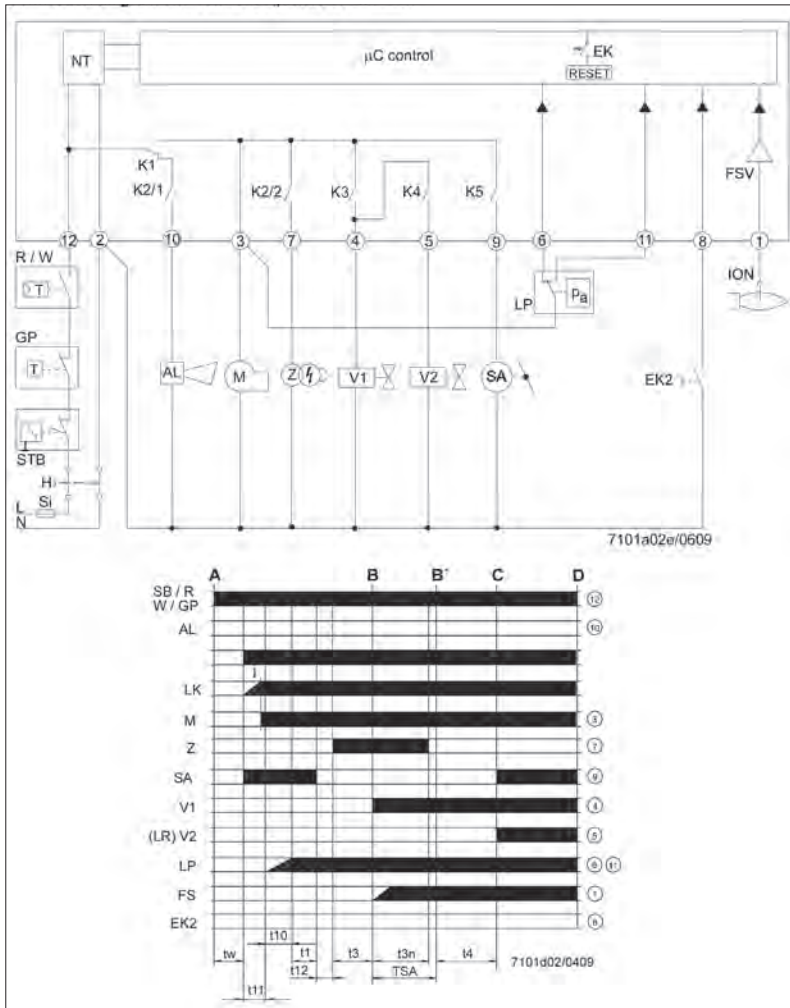 NT
µC control
EK
RESET
FSV
K1
K2/1
K2/2
K3
K4
K5
12 2 10 3 7 4 5 9 6 11 8 1
R / W
T
LP
Pa
ION
GP
T
AL
M
Z
V1
V2
SA
EK2
STB
H
L
Si
N
7101a02e/0609
A B B' C D
SB / R
W / GP
12
AL
10
LK
M
3
Z
7
SA
9
V1
4
(LR) V2
5
LP
6 11
FS
1
EK2
8
t10
tw t1 t3 t3n t4
7101d02/0409
t12 TSA
t11